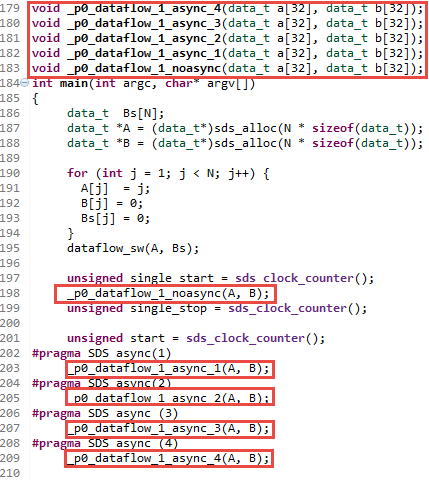 179 void _p0_dataflow_1_async_4(data_t a[32], data_t b[32]);
180 void _p0_dataflow_1_async_3(data_t a[32], data_t b[32]);
181 void _p0_dataflow_1_async_2(data_t a[32], data_t b[32]);
182 void _p0_dataflow_1_async_1(data_t a[32], data_t b[32]);
183 void _p0_dataflow_1_noasync(data_t a[32], data_t b[32]);
184 int main(int argc, char* argv[])
185 {
186 data_t Bs[N];
187 data_t *A = (data_t*)sds_alloc(N * sizeof(data_t));
188 data_t *B = (data_t*)sds_alloc(N * sizeof(data_t));
189
190 for (int j = 1; j < N; j++) {
191 A[j] = j;
192 B[j] = 0;
193 Bs[j] = 0;
194 }
195 dataflow_sw(A, Bs);
196
197 unsigned single_start = sds_clock_counter();
198 _p0_dataflow_1_noasync(A, B);
199 unsigned single_stop = sds_clock_counter();
200
201 unsigned start = sds_clock_counter();
202 #pragma SDS async(1)
203 _p0_dataflow_1_async_1(A, B);
204 #pragma SDS async(2)
205 _p0_dataflow_1_async_2(A, B);
206 #pragma SDS async (3)
207 _p0_dataflow_1_async_3(A, B);
208 #pragma SDS async (4)
209 _p0_dataflow_1_async_4(A, B);
210